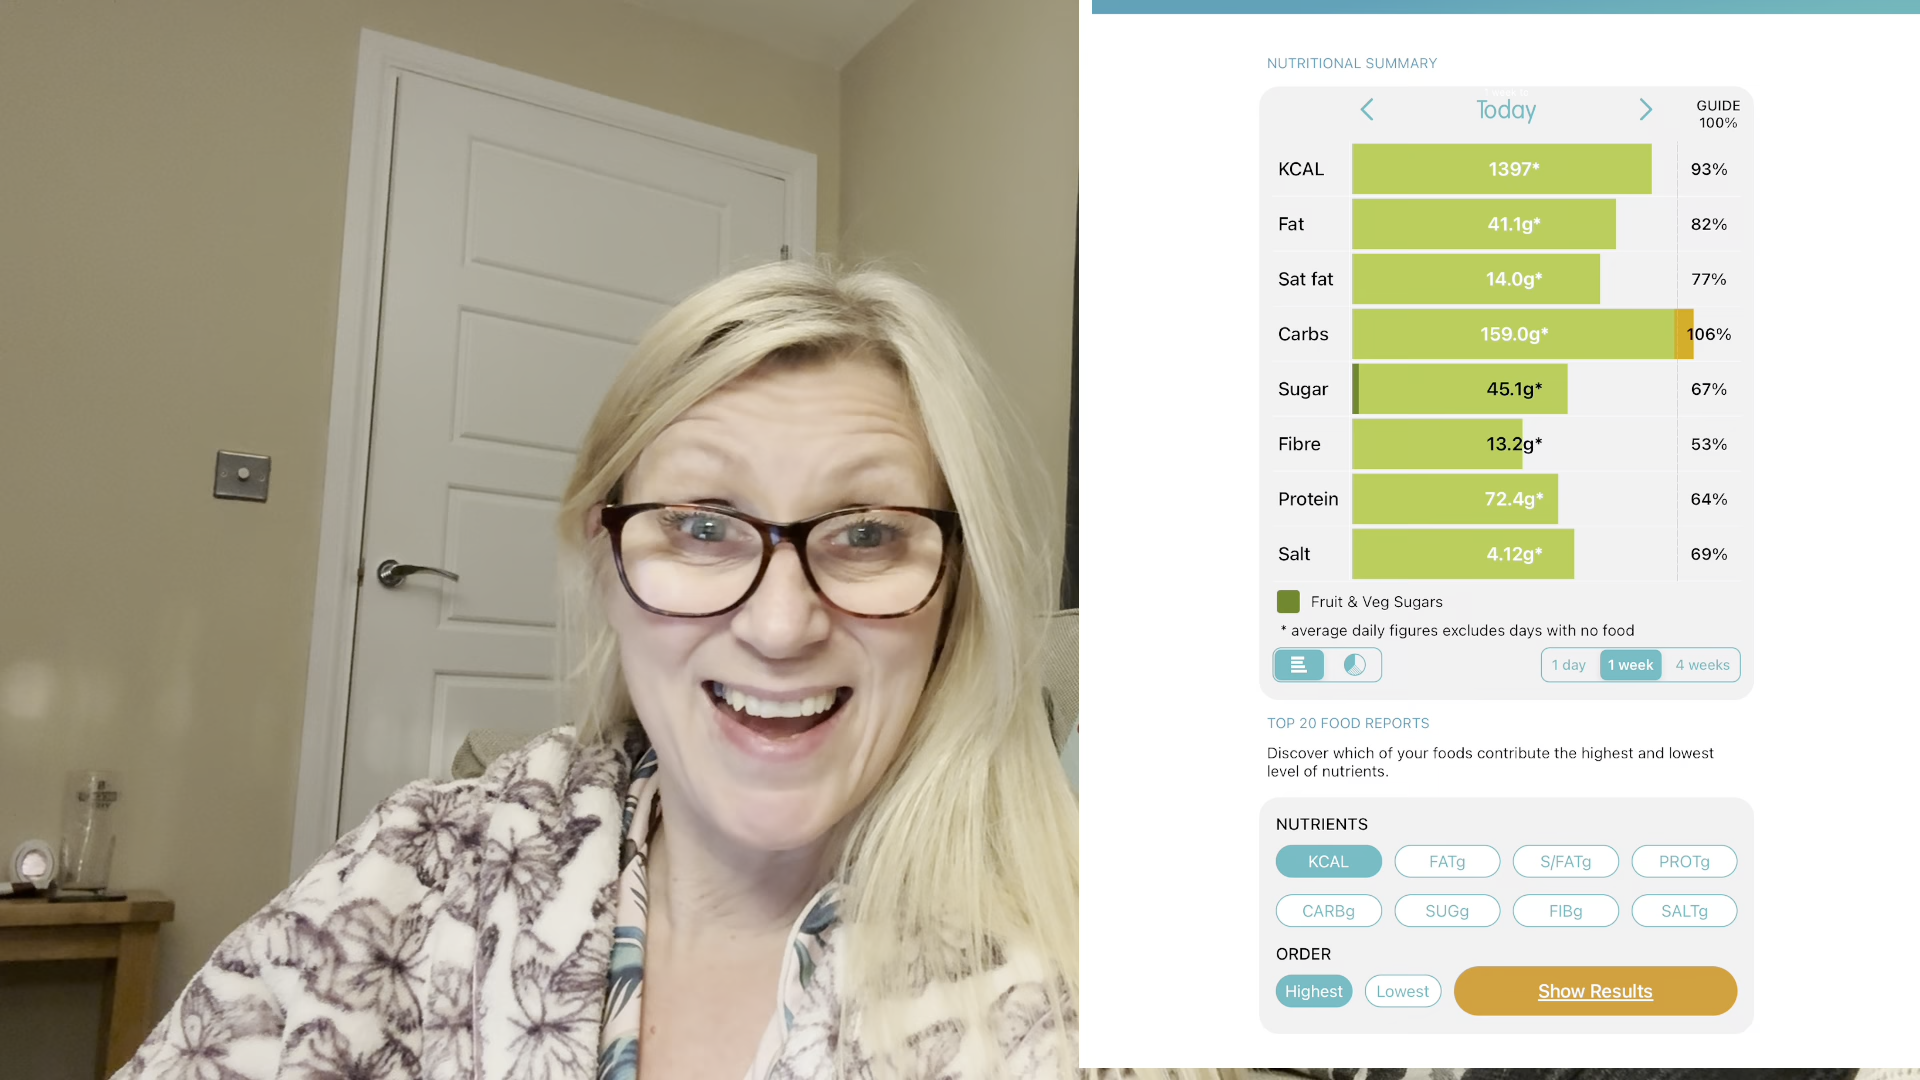 NUTRITIONAL SUMMARY
Today
GUIDE
100%
KCAL 1397* 93%
Fat 41.1g* 82%
Sat fat 14.0g* 77%
Carbs 159.0g* 106%
Sugar 45.1g* 67%
Fibre 13.2g* 53%
Protein 72.4g* 64%
Salt 4.12g* 69%
Fruit & Veg Sugars
* average daily figures excludes days with no food
1 day 1 week 4 weeks
TOP 20 FOOD REPORTS
Discover which of your foods contribute the highest and lowest
level of nutrients.
NUTRIENTS
KCAL FATg S/FATg PROTg
CARBg SUGg FIBg SALTg
ORDER
Highest Lowest Show Results